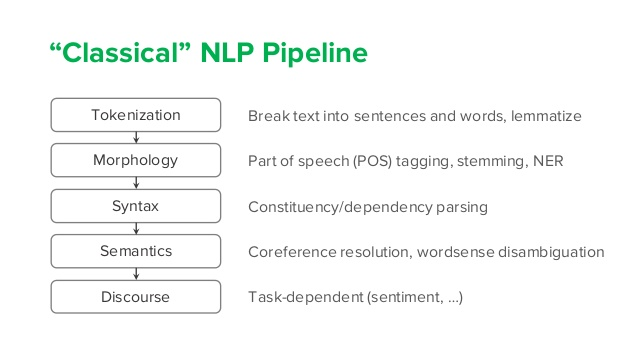 “Classical” NLP Pipeline
Tokenization
Break text into sentences and words, lemmatize
Morphology
Part of speech (POS) tagging, stemming, NER
Syntax
Constituency/dependency parsing
Semantics
Coreference resolution, wordsense disambiguation
Discourse
Task-dependent (sentiment, ...)